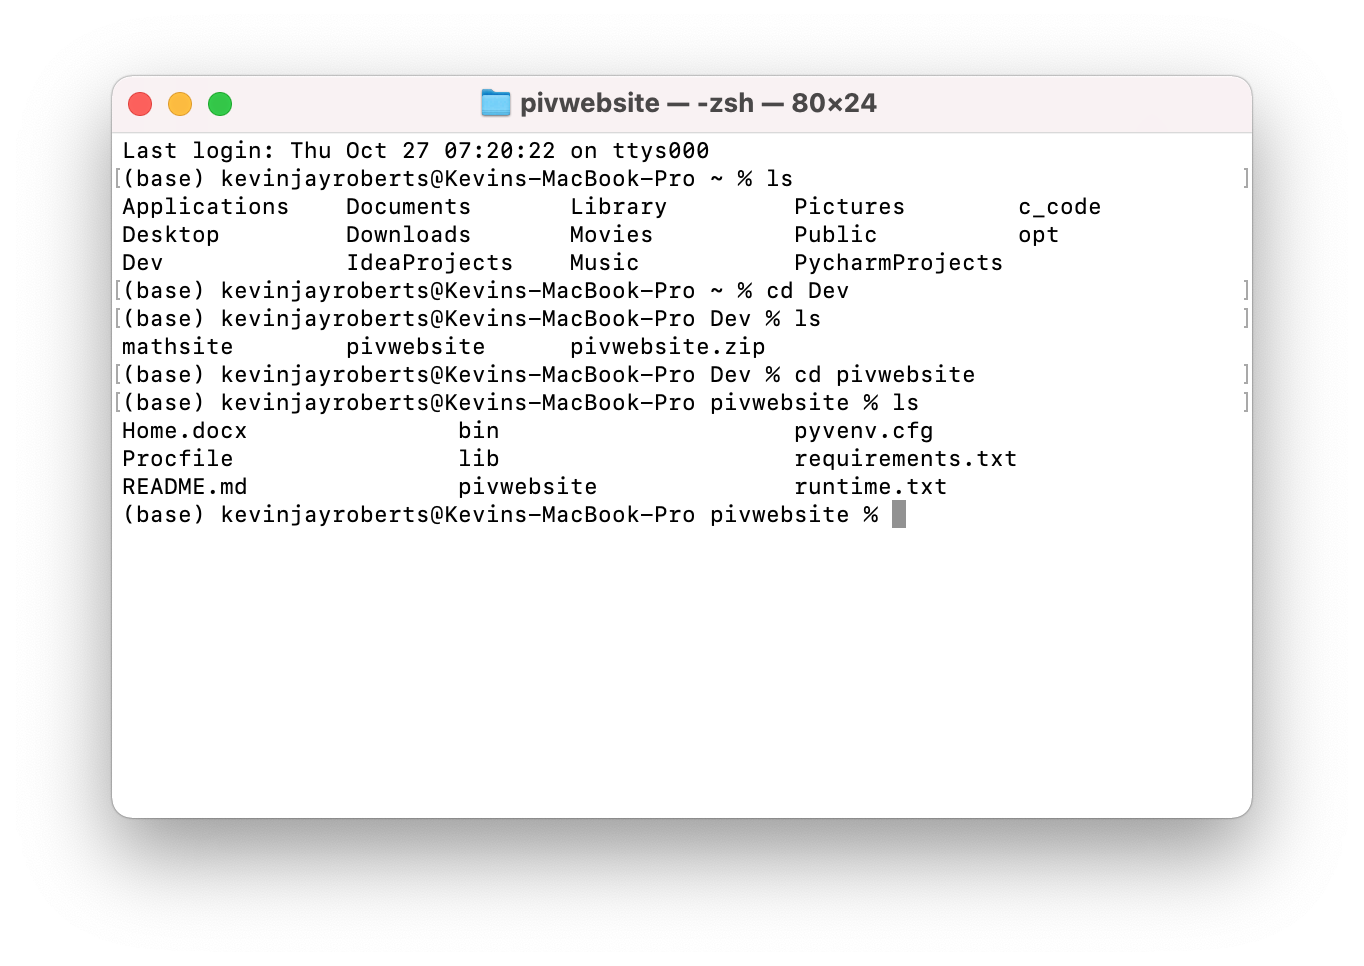 pivwebsite — -zsh — 80×24
Last login: Thu Oct 27 07:20:22 on ttys000
[(base) kevinjayroberts@Kevins-MacBook-Pro ~ % ls ]
Applications Documents Library Pictures c_code
Desktop Downloads Movies Public opt
Dev IdeaProjects Music PycharmProjects
[(base) kevinjayroberts@Kevins-MacBook-Pro ~ % cd Dev ]
[(base) kevinjayroberts@Kevins-MacBook-Pro Dev % ls ]
mathsite pivwebsite pivwebsite.zip
[(base) kevinjayroberts@Kevins-MacBook-Pro Dev % cd pivwebsite ]
[(base) kevinjayroberts@Kevins-MacBook-Pro pivwebsite % ls ]
Home.docx bin pyvenv.cfg
Procfile lib requirements.txt
README.md pivwebsite runtime.txt
(base) kevinjayroberts@Kevins-MacBook-Pro pivwebsite %